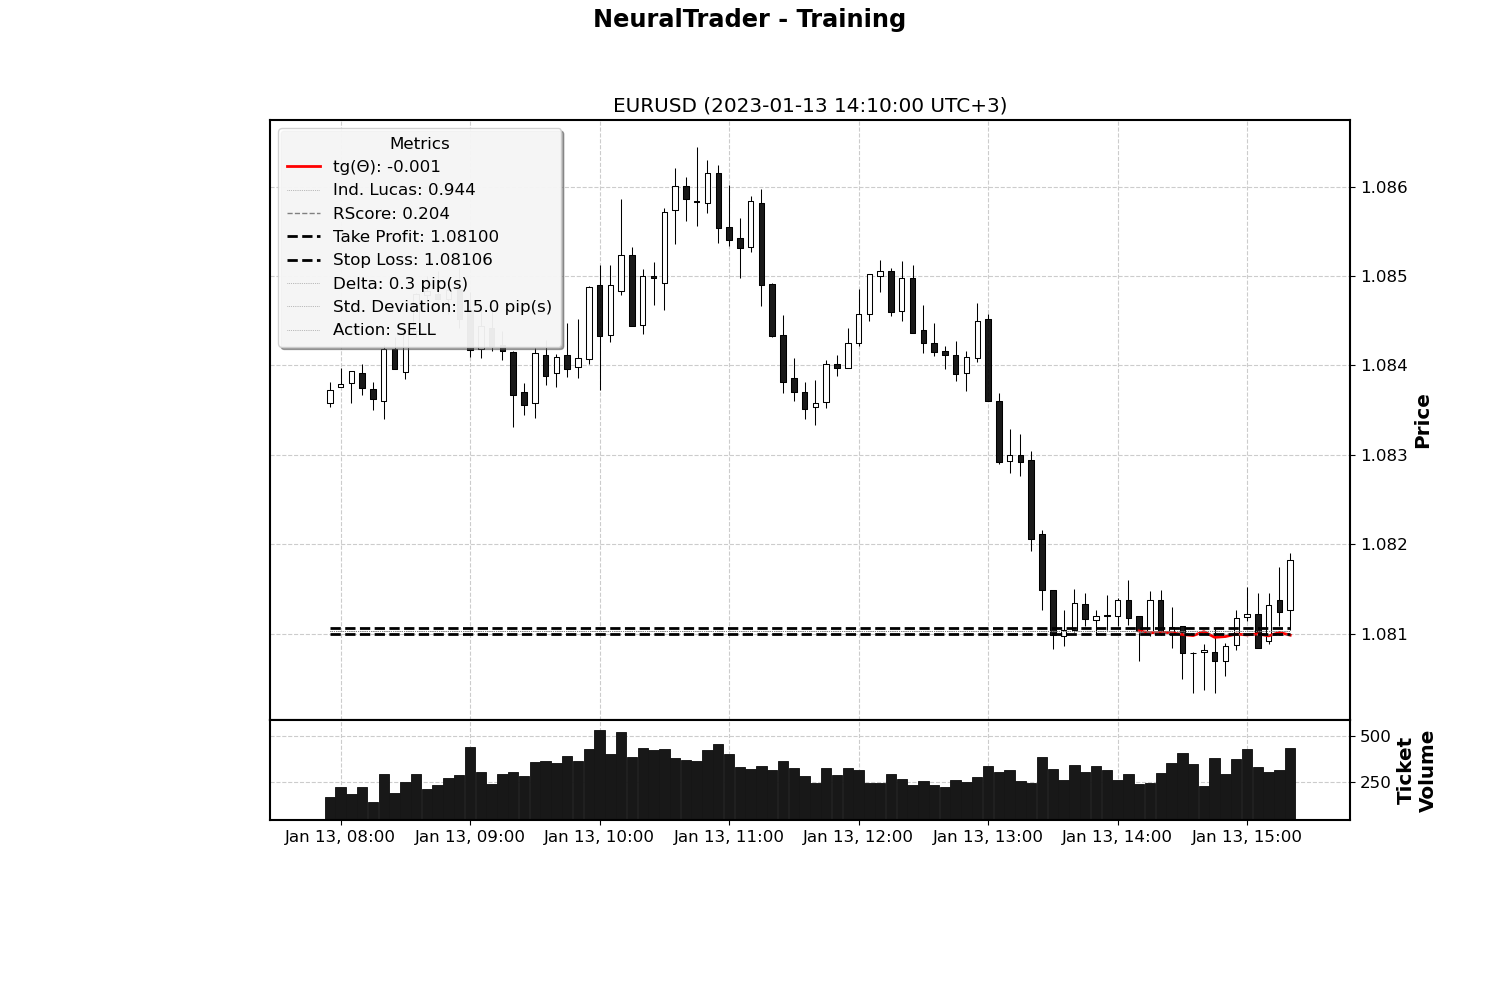 NeuralTrader - Training
EURUSD (2023-01-13 14:10:00 UTC+3)
Metrics
tg(Θ): -0.001
Ind. Lucas: 0.944
RScore: 0.204
Take Profit: 1.08100
Stop Loss: 1.08106
Delta: 0.3 pip(s)
Std. Deviation: 15.0 pip(s)
Action: SELL
1.086
1.085
1.084
1.083
1.082
1.081
Price
500
250
Ticket
Volume
Jan 13, 08:00
Jan 13, 09:00
Jan 13, 10:00
Jan 13, 11:00
Jan 13, 12:00
Jan 13, 13:00
Jan 13, 14:00
Jan 13, 15:00